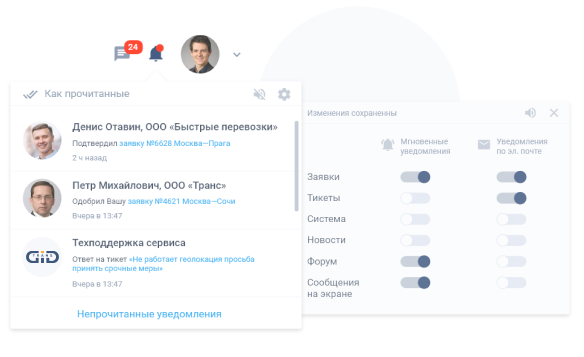 24
Как прочитанные
Денис Отавин, ООО «Быстрые перевозки»
Подтвердил заявку №6628 Москва—Прага
2 ч назад
Петр Михайлович, ООО «Транс»
Одобрил Вашу заявку №4621 Москва—Сочи
Вчера в 13:47
GiD
TRANS
Техподдержка сервиса
Ответ на тикет «Не работает геолокация просьба
принять срочные меры»
Вчера в 13:47
Непрочитанные уведомления
Изменения сохраненны
Мгновенные
уведомления
Уведомления
по эл. почте
Заявки
Тикеты
Система
Новости
Форум
Сообщения
на экране